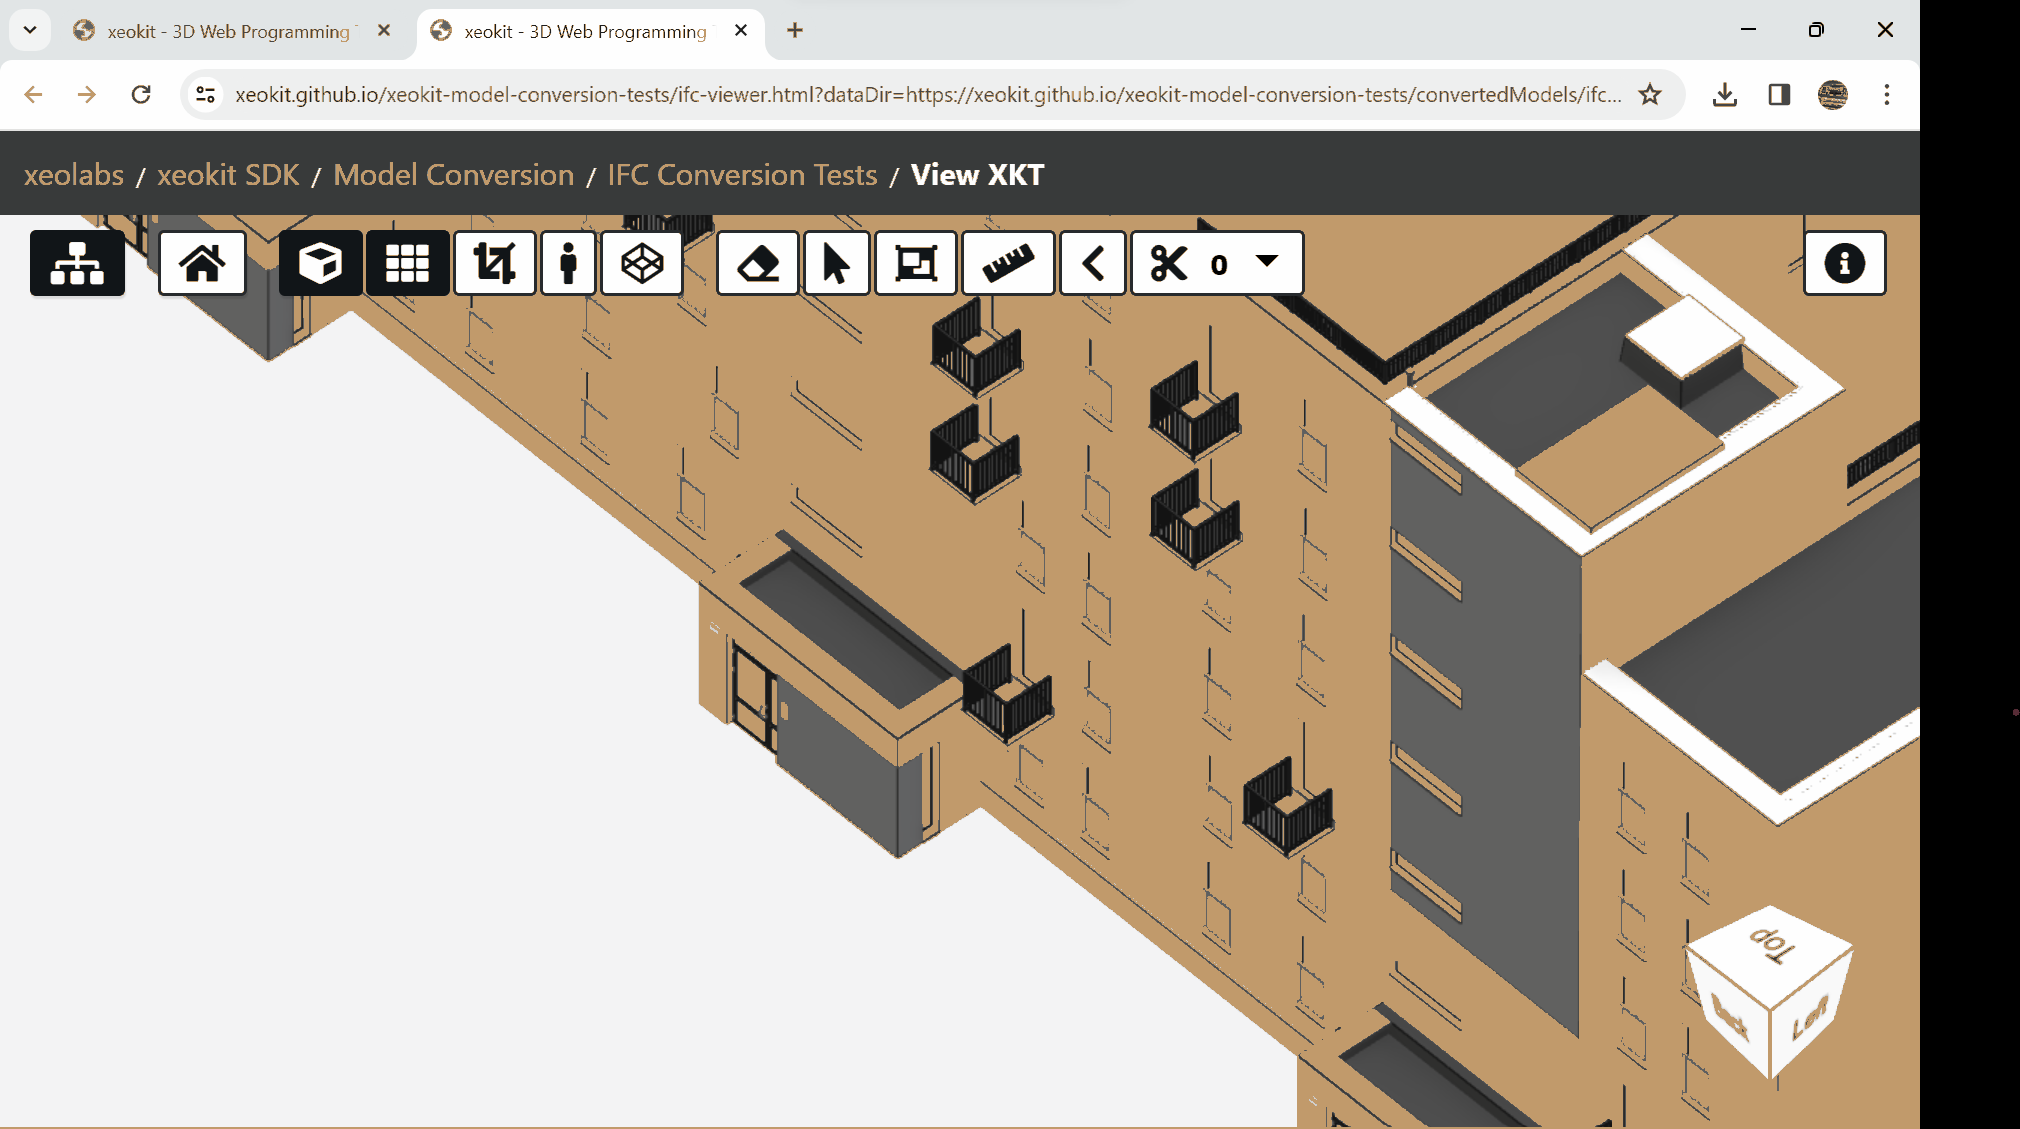 xeokit - 3D Web Programming
xeokit - 3D Web Programming
xeokit.github.io/xeokit-model-conversion-tests/ifc-viewer.html?dataDir=https://xeokit.github.io/xeokit-model-conversion-tests/convertedModels/ifc...
xeolabs / xeokit SDK / Model Conversion / IFC Conversion Tests / View XKT
0
Top
Back
Left